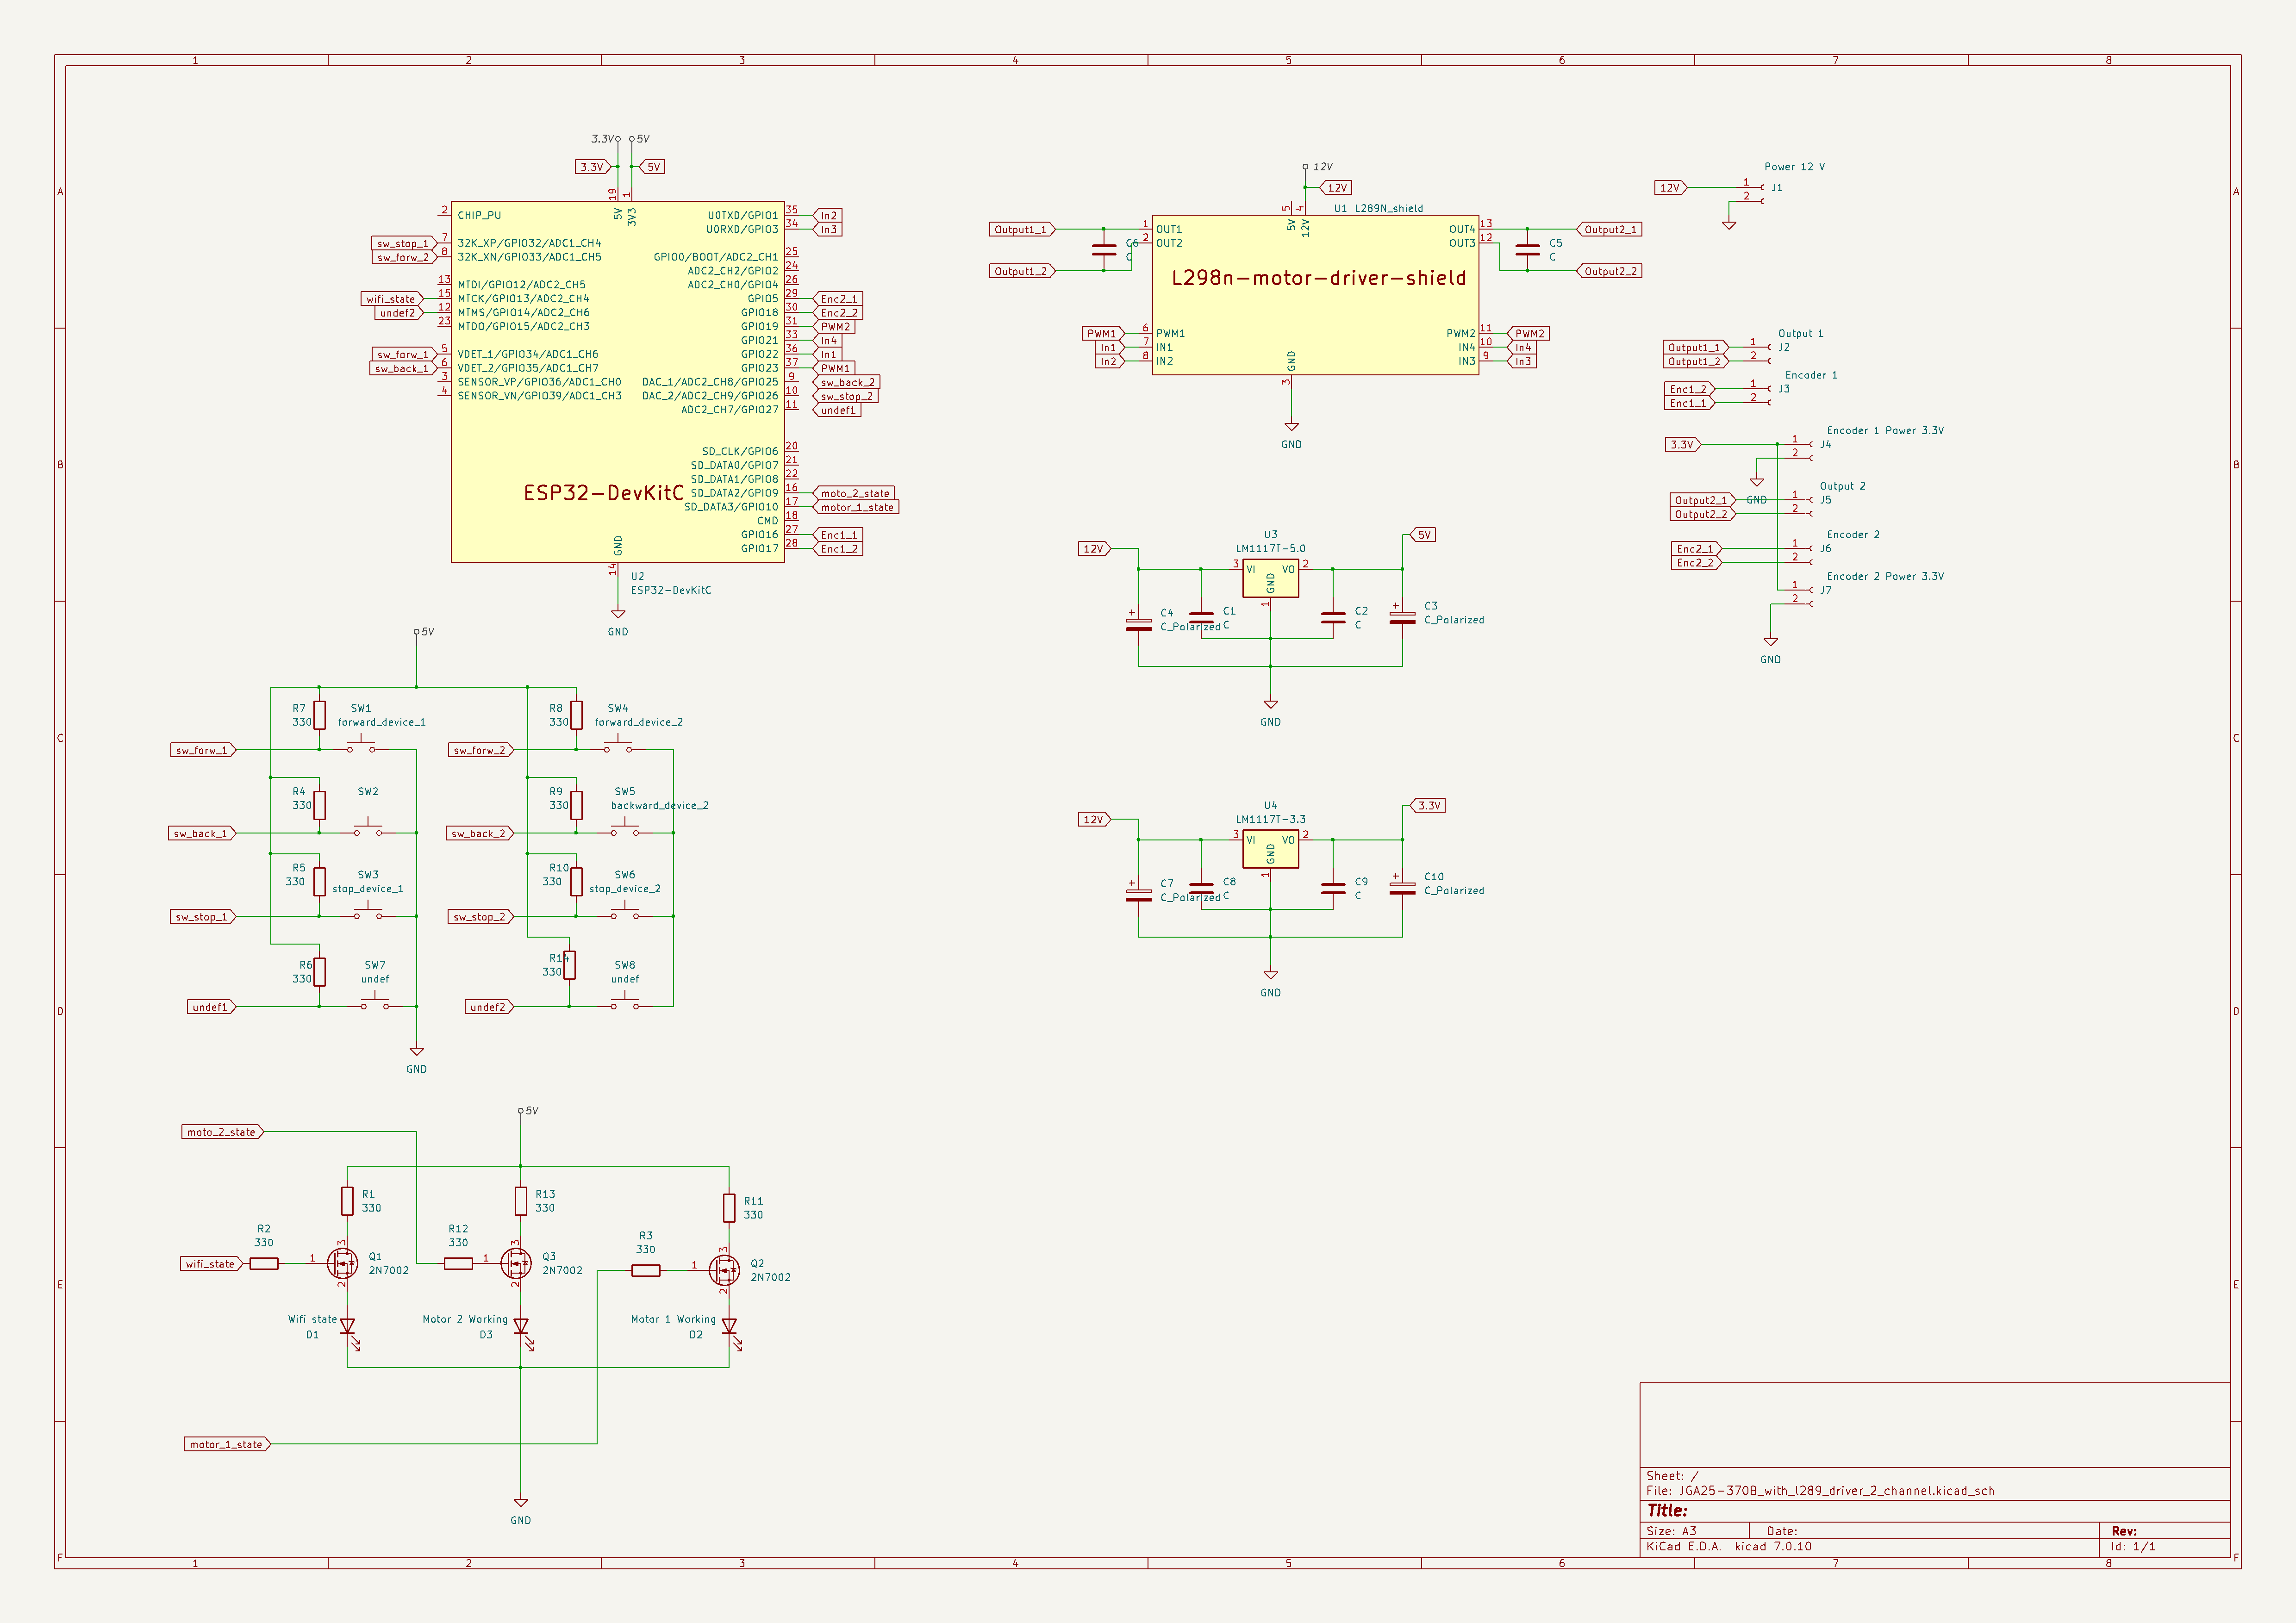 1 2 3 4 5 6 7 8
A
B
C
D
E
F
3.3V 5V
3.3V 5V
19 1
5V 3V3
2 CHIP_PU
sw_stop_1 7 32K_XP/GPIO32/ADC1_CH4
sw_forw_2 8 32K_XN/GPIO33/ADC1_CH5
13 MTDI/GPIO12/ADC2_CH5
wifi_state 15 MTCK/GPIO13/ADC2_CH4
undef2 12 MTMS/GPIO14/ADC2_CH6
23 MTDO/GPIO15/ADC2_CH3
sw_forw_1 5 VDET_1/GPIO34/ADC1_CH6
sw_back_1 6 VDET_2/GPIO35/ADC1_CH7
3 SENSOR_VP/GPIO36/ADC1_CH0
4 SENSOR_VN/GPIO39/ADC1_CH3
U0TXD/GPIO1 35 In2
U0RXD/GPIO3 34 In3
GPIO0/BOOT/ADC2_CH1 25
ADC2_CH2/GPIO2 24
ADC2_CH0/GPIO4 26
GPIO5 29 Enc2_1
GPIO18 30 Enc2_2
GPIO19 31 PWM2
GPIO21 33 In4
GPIO22 36 In1
GPIO23 37 PWM1
DAC_1/ADC2_CH8/GPIO25 9 sw_back_2
DAC_2/ADC2_CH9/GPIO26 10 sw_stop_2
ADC2_CH7/GPIO27 11 undef1
SD_CLK/GPIO6 20
SD_DATA0/GPIO7 21
SD_DATA1/GPIO8 22
SD_DATA2/GPIO9 16 moto_2_state
SD_DATA3/GPIO10 17 motor_1_state
CMD 18
GPIO16 27 Enc1_1
GPIO17 28 Enc1_2
ESP32-DevKitC
GND
14
U2
ESP32-DevKitC
GND
12V
12V
5 4
5V 12V
U1 L289N_shield
Output1_1 1 OUT1
2 OUT2
C6
C
Output1_2
OUT4 13 Output2_1
OUT3 12
C5
C
Output2_2
L298n-motor-driver-shield
PWM1 6 PWM1
In1 7 IN1
In2 8 IN2
PWM2 11 PWM2
IN4 10 In4
IN3 9 In3
GND
3
GND
Power 12 V
12V 1 J1
2
Output 1
Output1_1 1 J2
Output1_2 2
Encoder 1
Enc1_2 1 J3
Enc1_1 2
Encoder 1 Power 3.3V
3.3V 1 J4
2
GND
Output 2
Output2_1 1 J5
Output2_2 2
Encoder 2
Enc2_1 1 J6
Enc2_2 2
Encoder 2 Power 3.3V
1 J7
2
GND
U3
LM1117T-5.0
12V 5V
3 VI VO 2
GND
1
C4
C_Polarized
C1
C
C2
C
C3
C_Polarized
GND
U4
LM1117T-3.3
12V 3.3V
3 VI VO 2
GND
1
C7
C_Polarized
C8
C
C9
C
C10
C_Polarized
GND
5V
R7
330
SW1
forward_device_1
sw_forw_1
R8
330
SW4
forward_device_2
sw_forw_2
R4
330
SW2
sw_back_1
R9
330
SW5
backward_device_2
sw_back_2
R5
330
SW3
stop_device_1
sw_stop_1
R10
330
SW6
stop_device_2
sw_stop_2
R6
330
SW7
undef
undef1
R14
330
SW8
undef
undef2
GND
5V
moto_2_state
R1
330
R13
330
R11
330
R2
330
R12
330
R3
330
wifi_state
1 3 2
Q1
2N7002
1 3 2
Q3
2N7002
1 3 2
Q2
2N7002
Wifi state
D1
Motor 2 Working
D3
Motor 1 Working
D2
motor_1_state
GND
Sheet: /
File: JGA25-370B_with_l289_driver_2_channel.kicad_sch
Title:
Size: A3 Date: Rev:
KiCad E.D.A. kicad 7.0.10 Id: 1/1
A
B
C
D
E
F
1 2 3 4 5 6 7 8